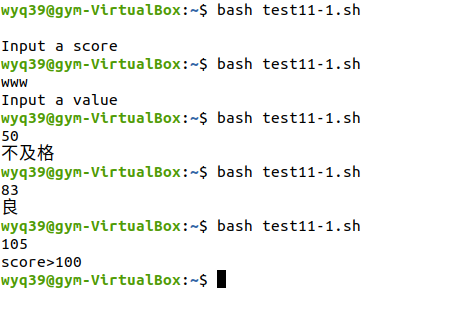 wyq39@gym-VirtualBox:~$ bash test11-1.sh

Input a score
wyq39@gym-VirtualBox:~$ bash test11-1.sh
www
Input a value
wyq39@gym-VirtualBox:~$ bash test11-1.sh
50
不及格
wyq39@gym-VirtualBox:~$ bash test11-1.sh
83
良
wyq39@gym-VirtualBox:~$ bash test11-1.sh
105
score>100
wyq39@gym-VirtualBox:~$